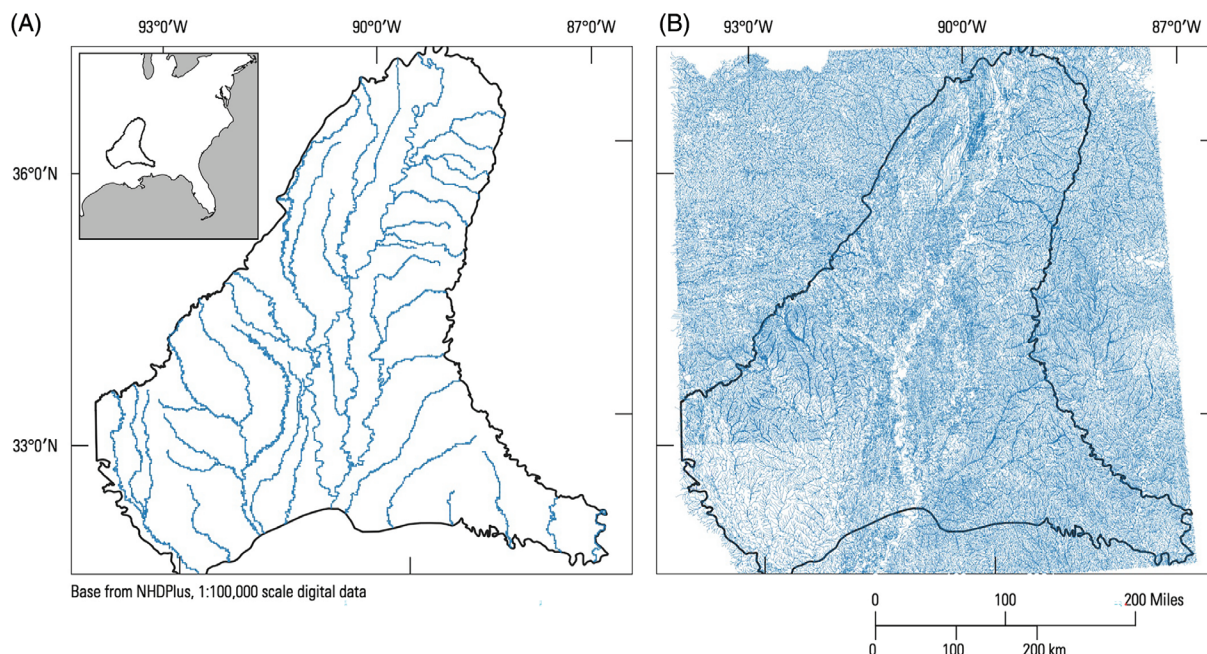 (A)
93°0′W 90°0′W 87°0′W
36°0′N
33°0′N
Base from NHDPlus, 1:100,000 scale digital data
(B)
93°0′W 90°0′W 87°0′W
0 100 200 Miles
0 100 200 km